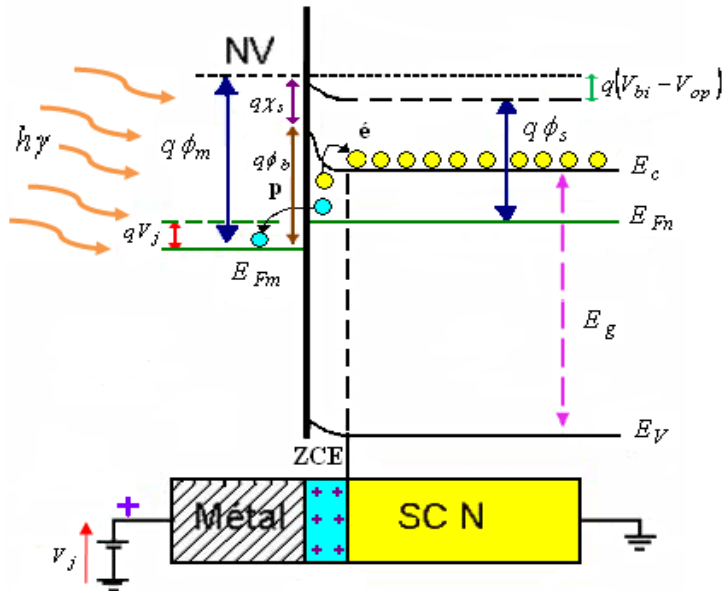 NV
q(V_bi − V_op)
qχ_s
hγ
qϕ_m
qϕ_s
é
qϕ_b
E_c
p
qV_j
E_Fn
E_Fm
E_g
E_V
ZCE
+
Métal
+ + +
+ + +
+ + +
SC N
V_j